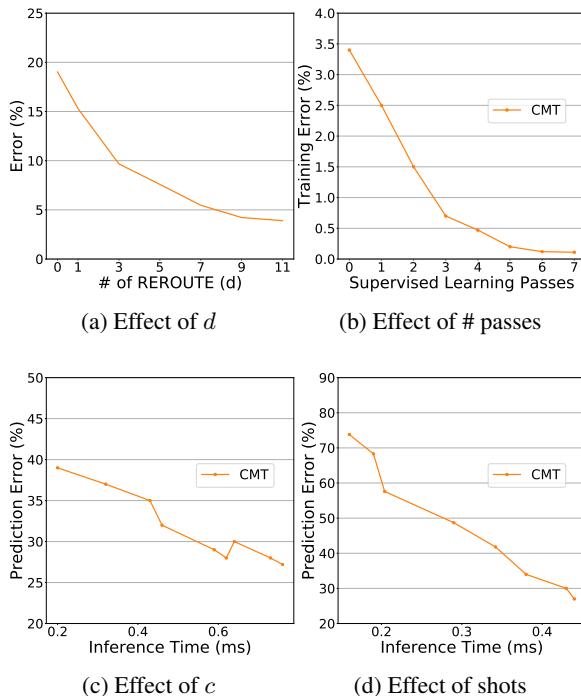 25
20
15
10
5
0
Error (%)
0 1 3 5 7 9 11
# of REROUTE (d)
(a) Effect of d
4.0
3.5
3.0
2.5
2.0
1.5
1.0
0.5
0.0
Training Error (%)
CMT
0 1 2 3 4 5 6 7
Supervised Learning Passes
(b) Effect of # passes
50
45
40
35
30
25
20
Prediction Error (%)
CMT
0.2 0.4 0.6
Inference Time (ms)
(c) Effect of c
90
80
70
60
50
40
30
20
Prediction Error (%)
CMT
0.2 0.3 0.4
Inference Time (ms)
(d) Effect of shots